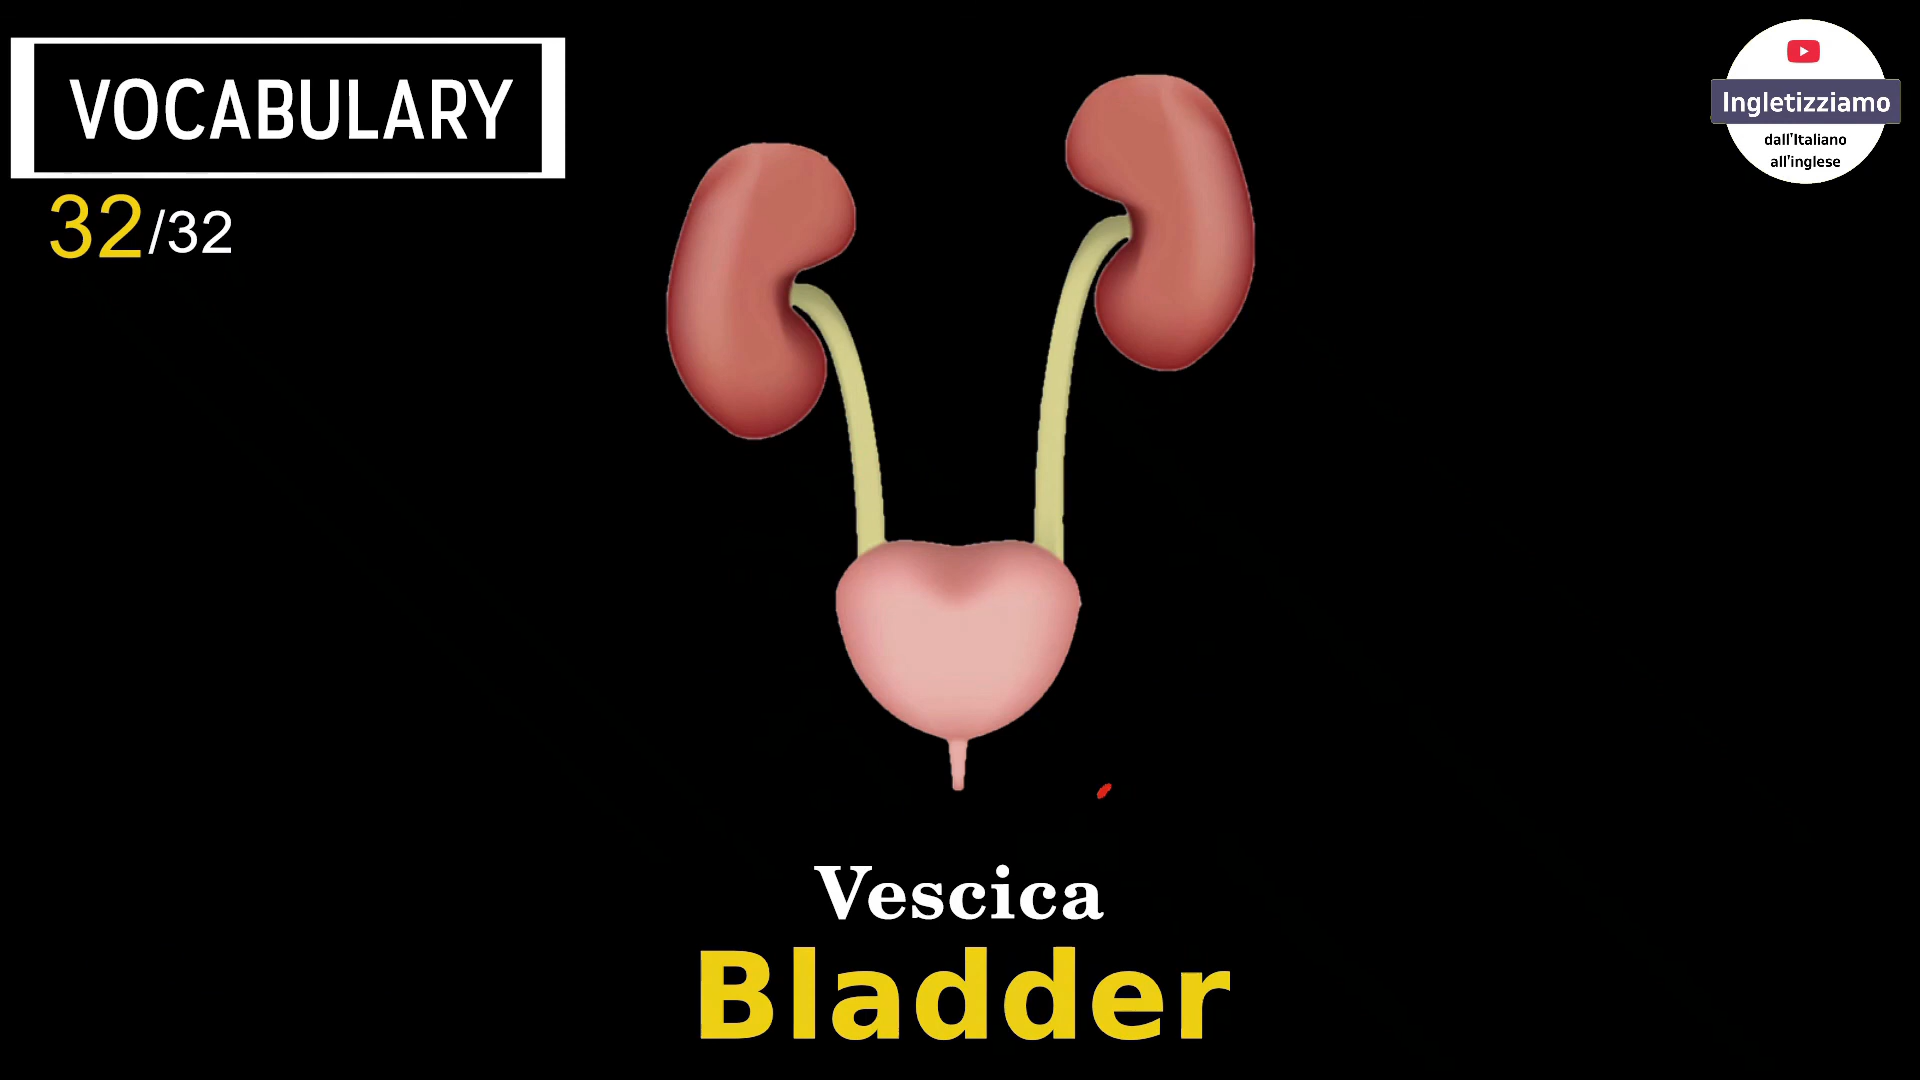 VOCABULARY
32/32
Ingletizziamo
dall'Italiano
all'inglese
Vescica
Bladder